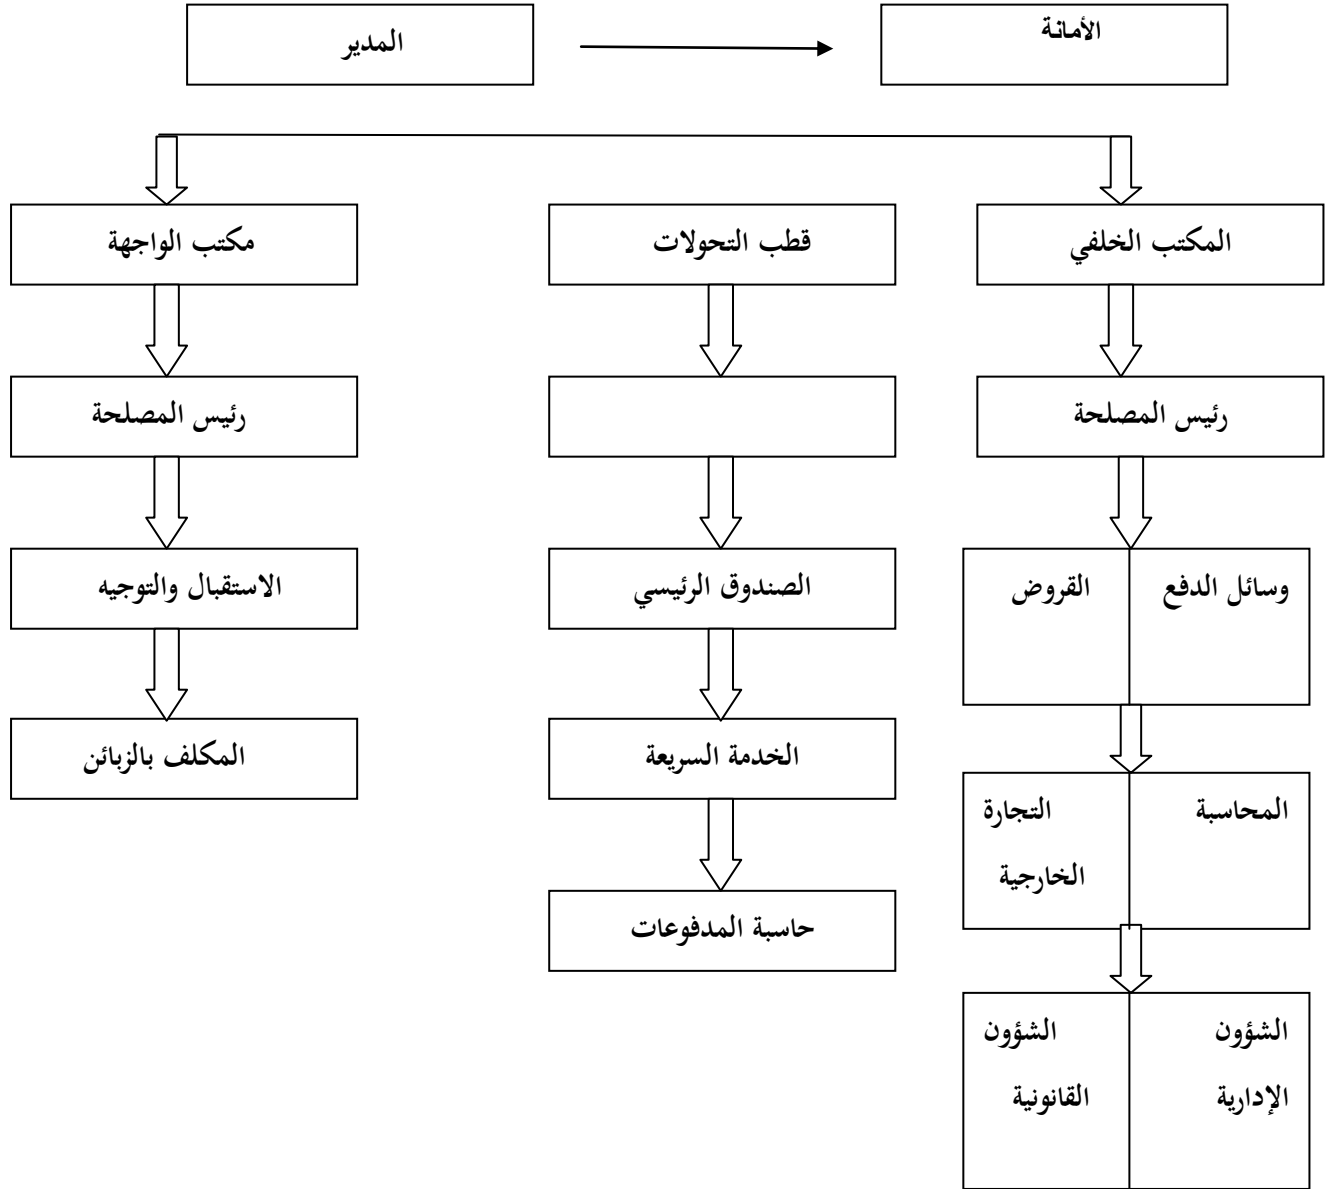 الأمانة
المدير
المكتب الخلفي
قطب التحولات
مكتب الواجهة
رئيس المصلحة
رئيس المصلحة
وسائل الدفع
القروض
الصندوق الرئيسي
الاستقبال والتوجيه
الخدمة السريعة
المكلف بالزبائن
المحاسبة
التجارة
الخارجية
حاسبة المدفوعات
الشؤون
الإدارية
الشؤون
القانونية